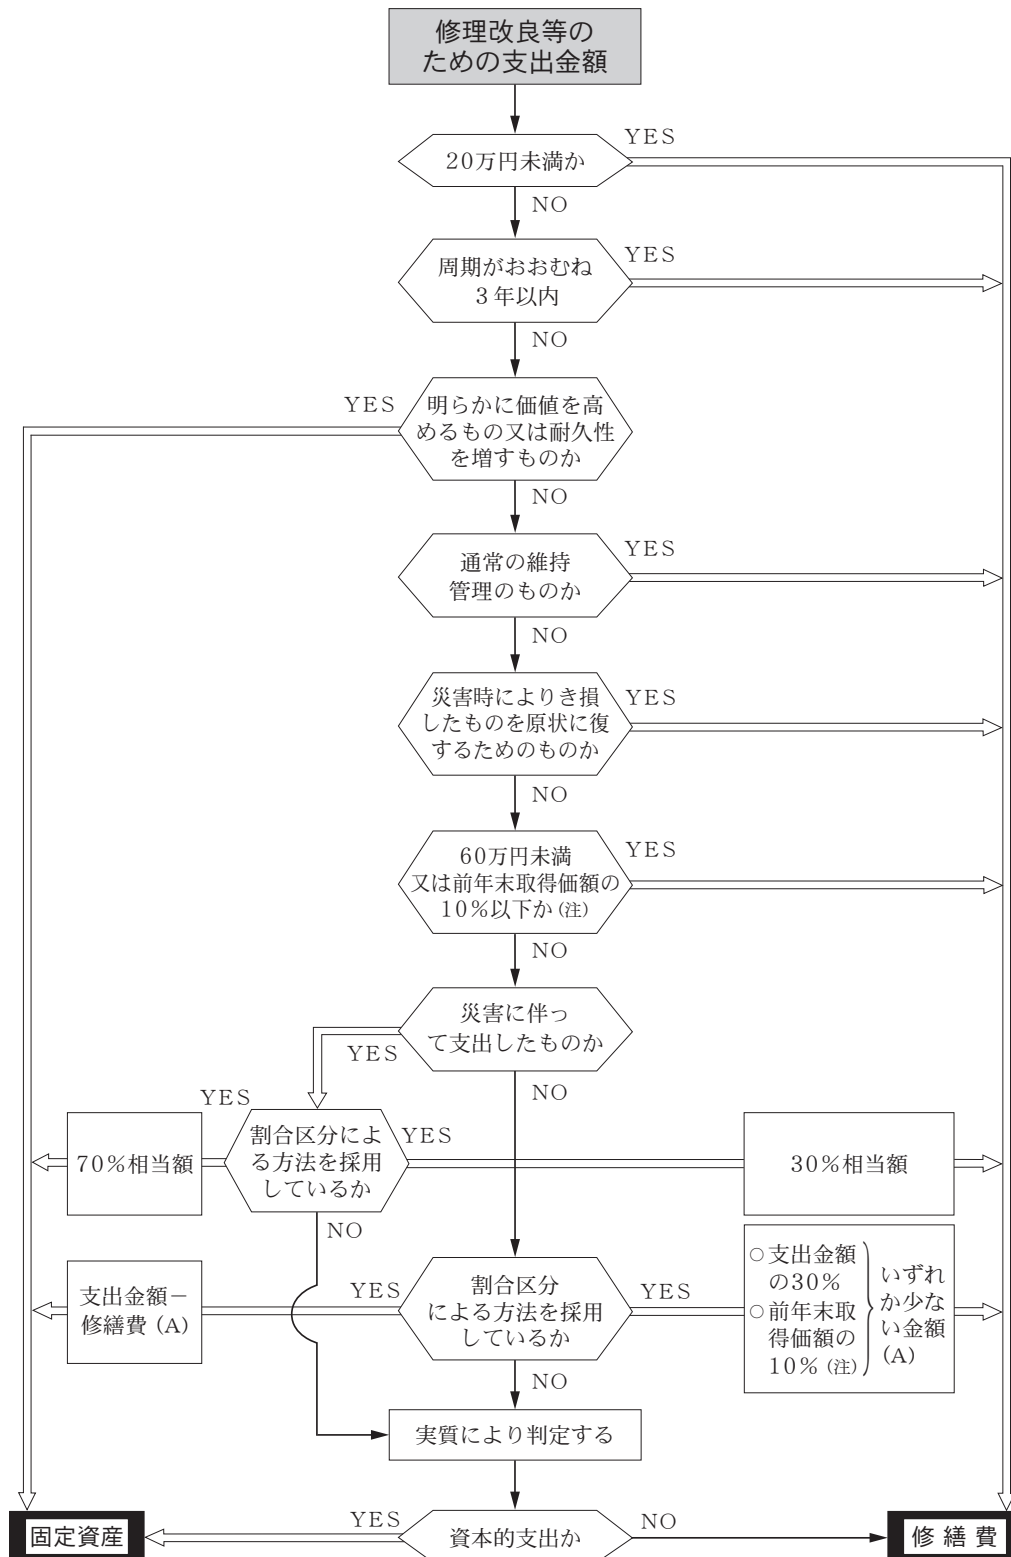 修理改良等の
ための支出金額
YES
20万円未満か
NO
周期がおおむね
3年以内
YES
NO
YES
明らかに価値を高
めるもの又は耐久性
を増すものか
NO
通常の維持
管理のものか
YES
NO
災害時によりき損
したものを原状に復
するためのものか
YES
NO
60万円未満
又は前年末取得価額の
10%以下か(注)
YES
NO
災害に伴っ
て支出したものか
YES
NO
YES
70%相当額
割合区分によ
る方法を採用
しているか
YES
30%相当額
NO
支出金額−
修繕費(A)
YES
割合区分
による方法を採用
しているか
YES
○支出金額
の30%
○前年末取
得価額の
10%(注)
いずれ
か少な
い金額
(A)
NO
実質により判定する
固定資産
YES
資本的支出か
NO
修繕費